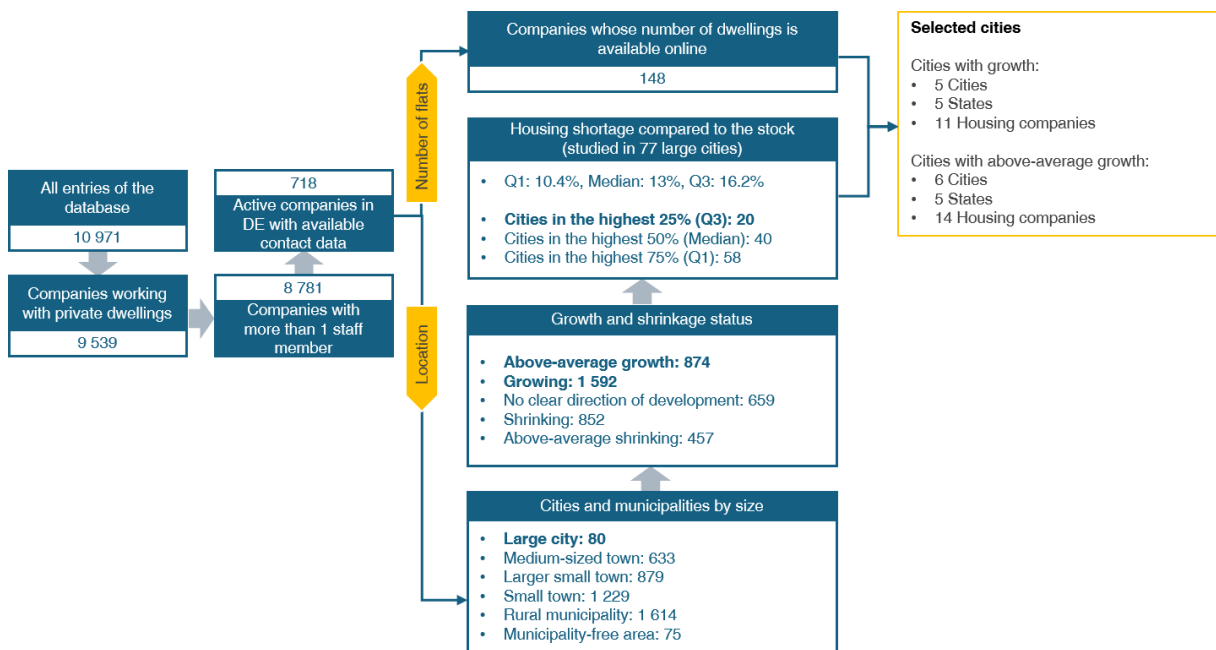 All entries of the
database
10 971
Companies working
with private dwellings
9 539
718
Active companies in
DE with available
contact data
8 781
Companies with
more than 1 staff
member
Number of flats
Location
Companies whose number of dwellings is
available online
148
Housing shortage compared to the stock
(studied in 77 large cities)
• Q1: 10.4%, Median: 13%, Q3: 16.2%
• Cities in the highest 25% (Q3): 20
• Cities in the highest 50% (Median): 40
• Cities in the highest 75% (Q1): 58
Growth and shrinkage status
• Above-average growth: 874
• Growing: 1 592
• No clear direction of development: 659
• Shrinking: 852
• Above-average shrinking: 457
Cities and municipalities by size
• Large city: 80
• Medium-sized town: 633
• Larger small town: 879
• Small town: 1 229
• Rural municipality: 1 614
• Municipality-free area: 75
Selected cities
Cities with growth:
• 5 Cities
• 5 States
• 11 Housing companies
Cities with above-average growth:
• 6 Cities
• 5 States
• 14 Housing companies